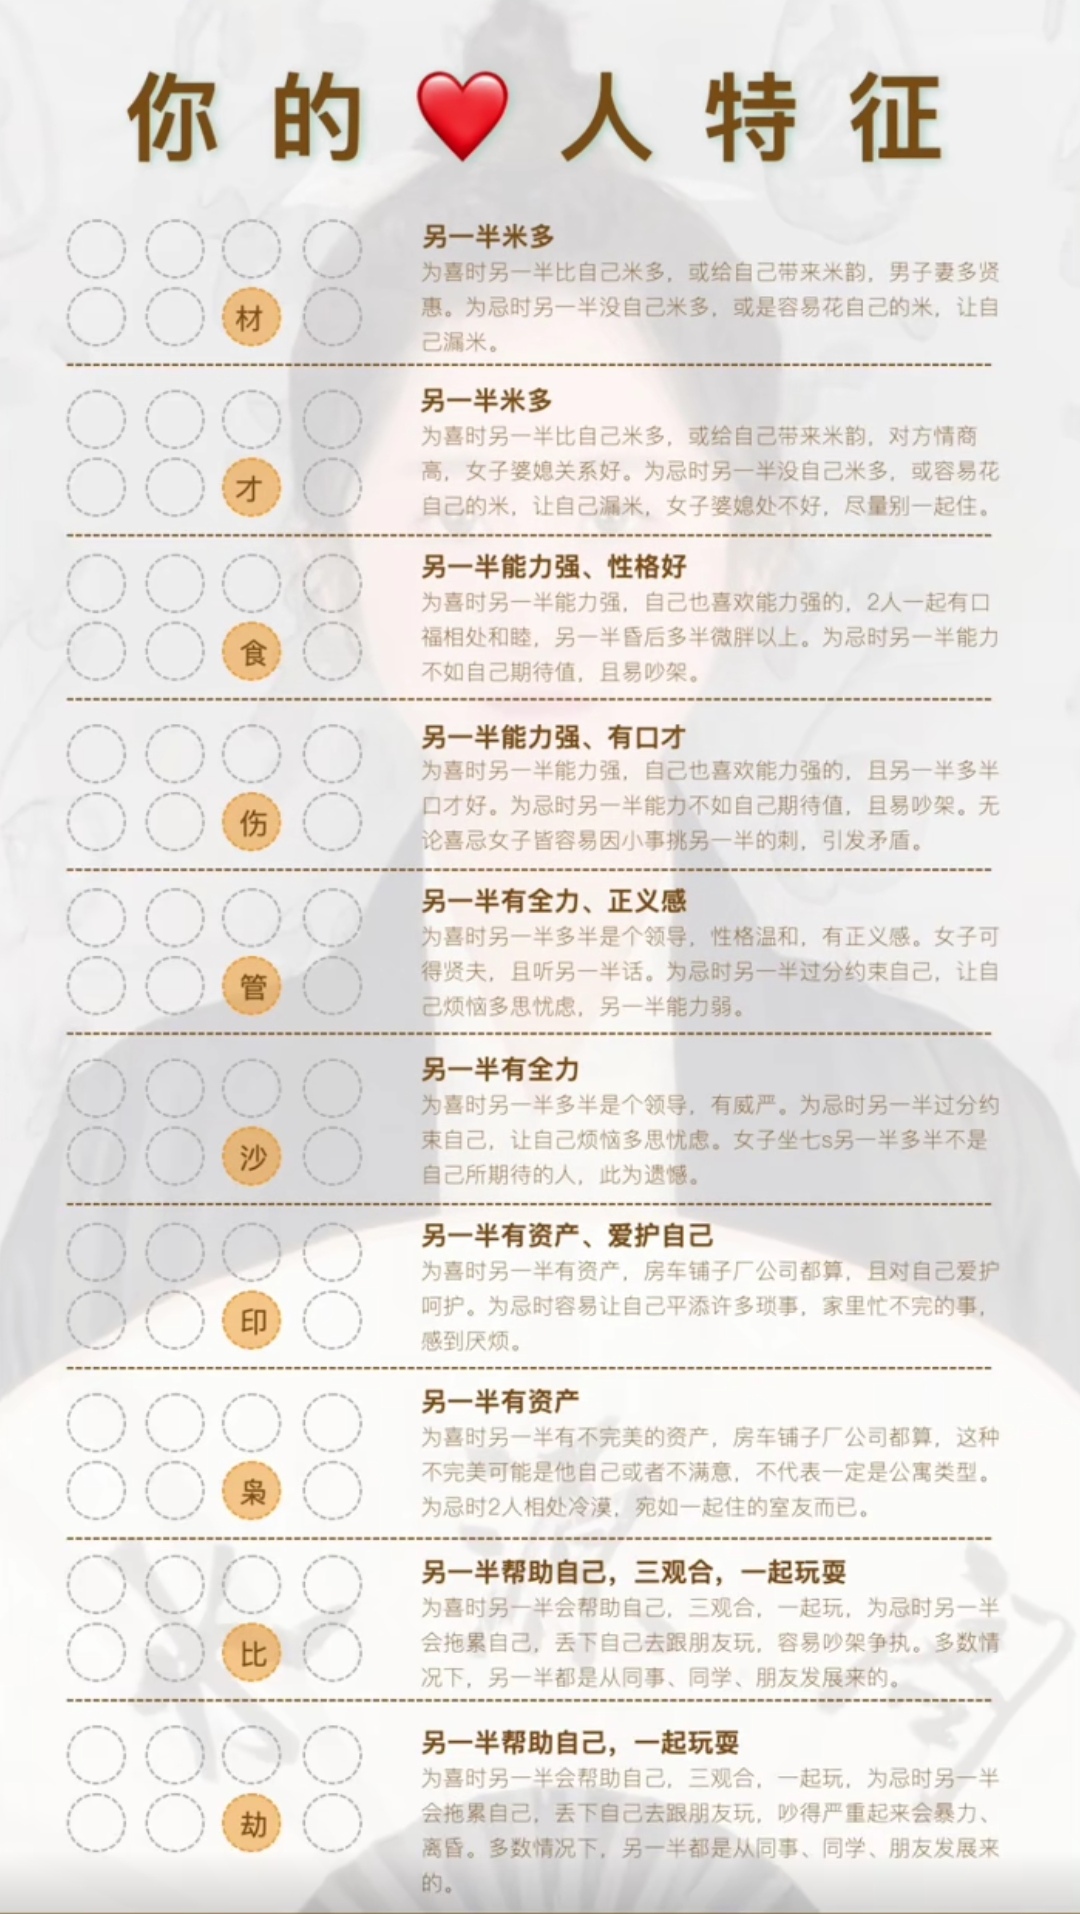 你的❤️人特征
另一半米多
为喜时另一半比自己米多，或给自己带来米韵，男子妻多贤
惠。为忌时另一半没自己米多，或是容易花自己的米，让自
己漏米。
材
另一半米多
为喜时另一半比自己米多，或给自己带来米韵，对方情商
高，女子婆媳关系好。为忌时另一半没自己米多，或容易花
自己的米，让自己漏米，女子婆媳处不好，尽量别一起住。
才
另一半能力强、性格好
为喜时另一半能力强，自己也喜欢能力强的，2人一起有口
福相处和睦，另一半昏后多半微胖以上。为忌时另一半能力
不如自己期待值，且易吵架。
食
另一半能力强、有口才
为喜时另一半能力强，自己也喜欢能力强的，且另一半多半
口才好。为忌时另一半能力不如自己期待值，且易吵架。无
论喜忌女子皆容易因小事挑另一半的刺，引发矛盾。
伤
另一半有全力、正义感
为喜时另一半多半是个领导，性格温和，有正义感。女子可
得贤夫，且听另一半话。为忌时另一半过分约束自己，让自
己烦恼多思忧虑，另一半能力弱。
管
另一半有全力
为喜时另一半多半是个领导，有威严。为忌时另一半过分约
束自己，让自己烦恼多思忧虑。女子坐七s另一半多半不是
自己所期待的人，此为遗憾。
沙
另一半有资产、爱护自己
为喜时另一半有资产，房车铺子厂公司都算，且对自己爱护
呵护。为忌时容易让自己平添许多琐事，家里忙不完的事，
感到厌烦。
印
另一半有资产
为喜时另一半有不完美的资产，房车铺子厂公司都算，这种
不完美可能是他自己或者不满意，不代表一定是公寓类型。
为忌时2人相处冷漠，宛如一起住的室友而已。
枭
另一半帮助自己，三观合，一起玩耍
为喜时另一半会帮助自己，三观合，一起玩，为忌时另一半
会拖累自己，丢下自己去跟朋友玩，容易吵架争执。多数情
况下，另一半都是从同事、同学、朋友发展来的。
比
另一半帮助自己，一起玩耍
为喜时另一半会帮助自己，三观合，一起玩，为忌时另一半
会拖累自己，丢下自己去跟朋友玩，吵得严重起来会暴力、
离昏。多数情况下，另一半都是从同事、同学、朋友发展来
的。
劫